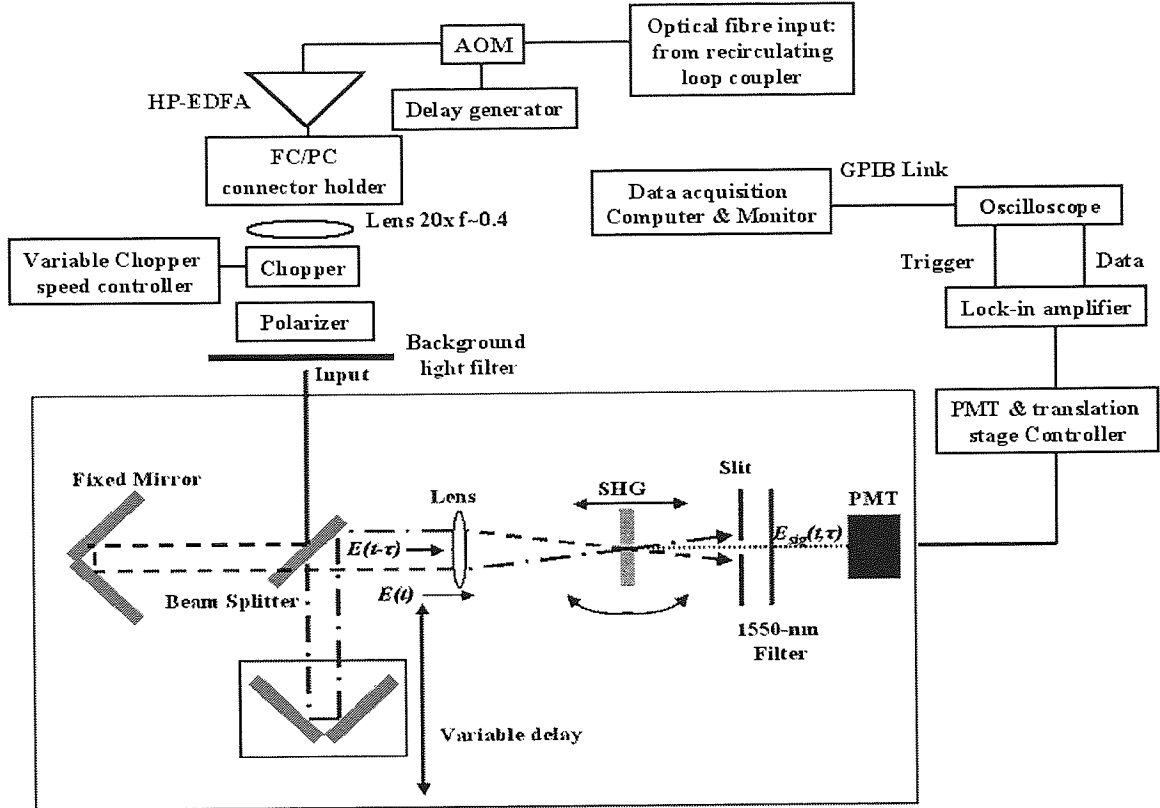 Optical fibre input:
from recirculating
loop coupler
AOM
HP-EDFA
Delay generator
FC/PC
connector holder
GPIB Link
Data acquisition
Computer & Monitor
Oscilloscope
Lens 20x f~0.4
Variable Chopper
speed controller
Chopper
Trigger
Data
Lock-in amplifier
Polarizer
Background
light filter
Input
PMT & translation
stage Controller
Fixed Mirror
Lens
SHG
Slit
PMT
E(t-τ)
E_sig(t,τ)
Beam Splitter
E(t)
1550-nm
Filter
Variable delay